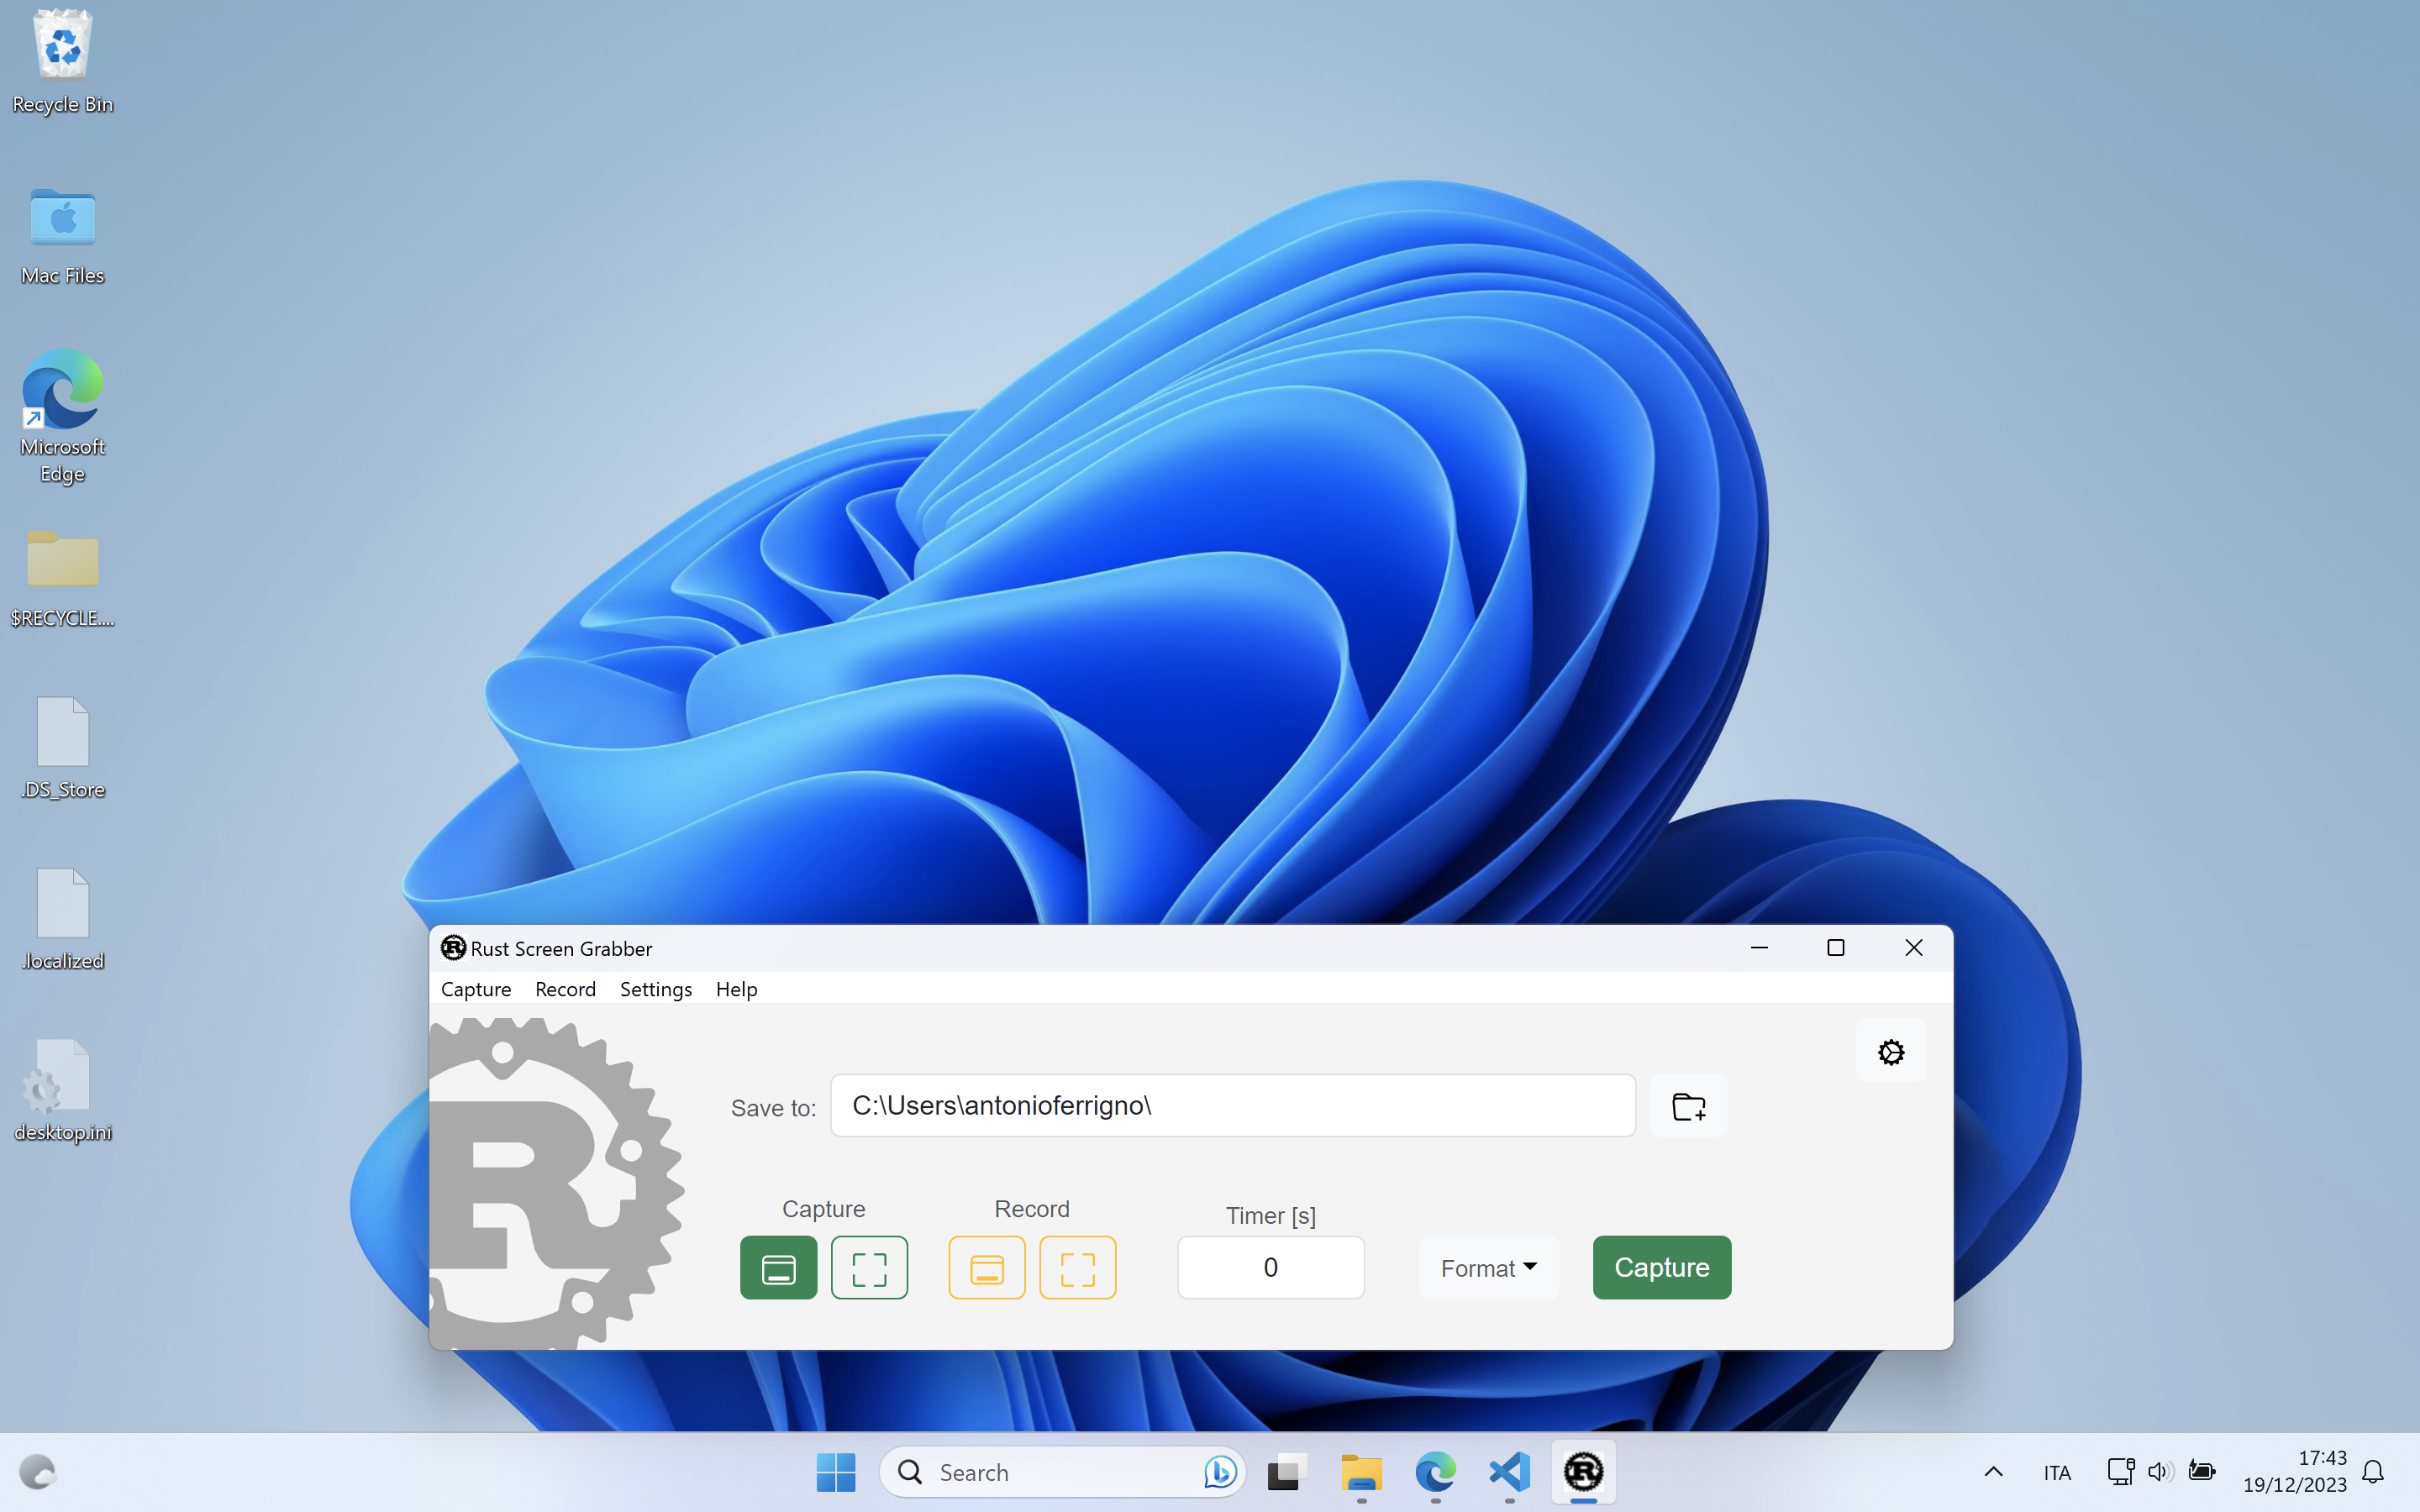 Recycle Bin
Mac Files
Microsoft
Edge
$RECYCLE....
.DS_Store
.localized
desktop.ini
Rust Screen Grabber
Capture Record Settings Help
Save to: C:\Users\antonioferrigno\
Capture Record Timer [s]
0 Format Capture
Search
ITA
17:43
19/12/2023